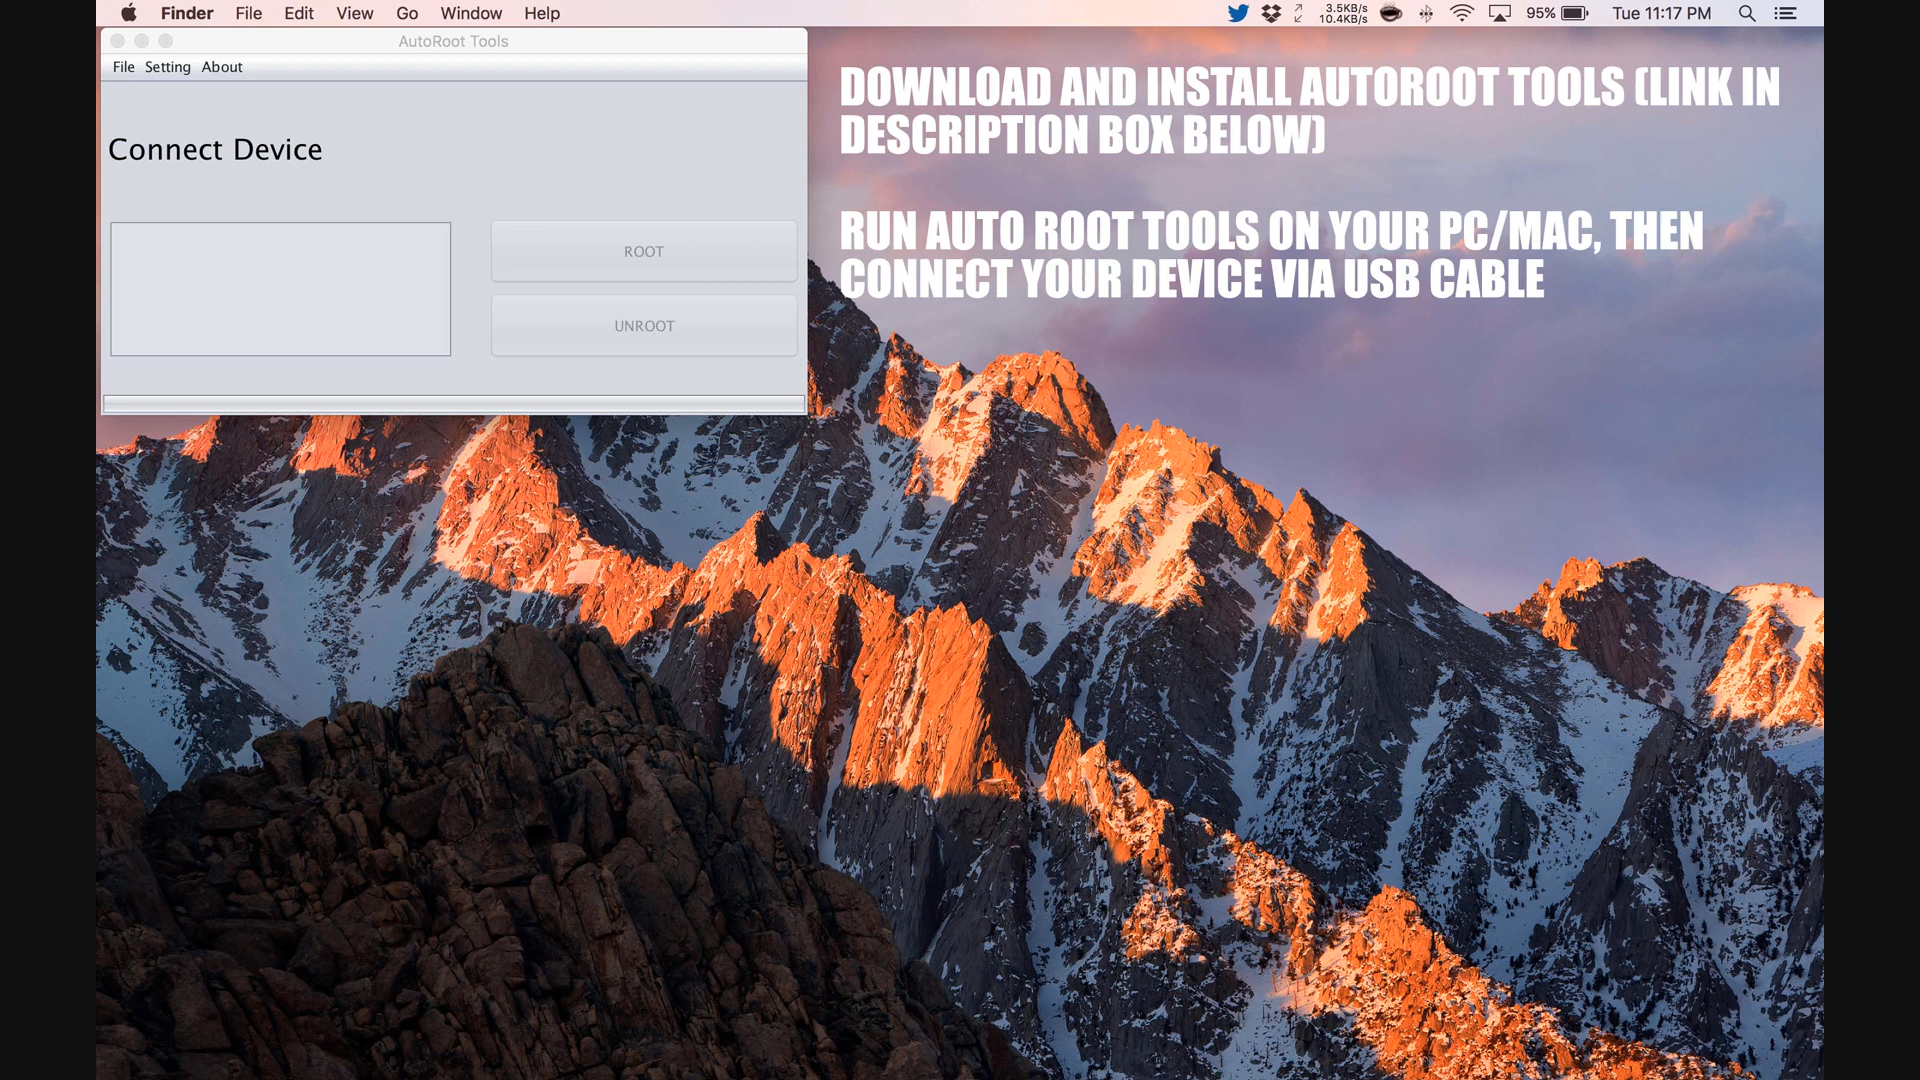 Finder File Edit View Go Window Help 3.5KB/s 95% Tue 11:17 PM
10.4KB/s
AutoRoot Tools
File Setting About
Connect Device
ROOT
UNROOT
DOWNLOAD AND INSTALL AUTOROOT TOOLS (LINK IN
DESCRIPTION BOX BELOW)
RUN AUTO ROOT TOOLS ON YOUR PC/MAC, THEN
CONNECT YOUR DEVICE VIA USB CABLE